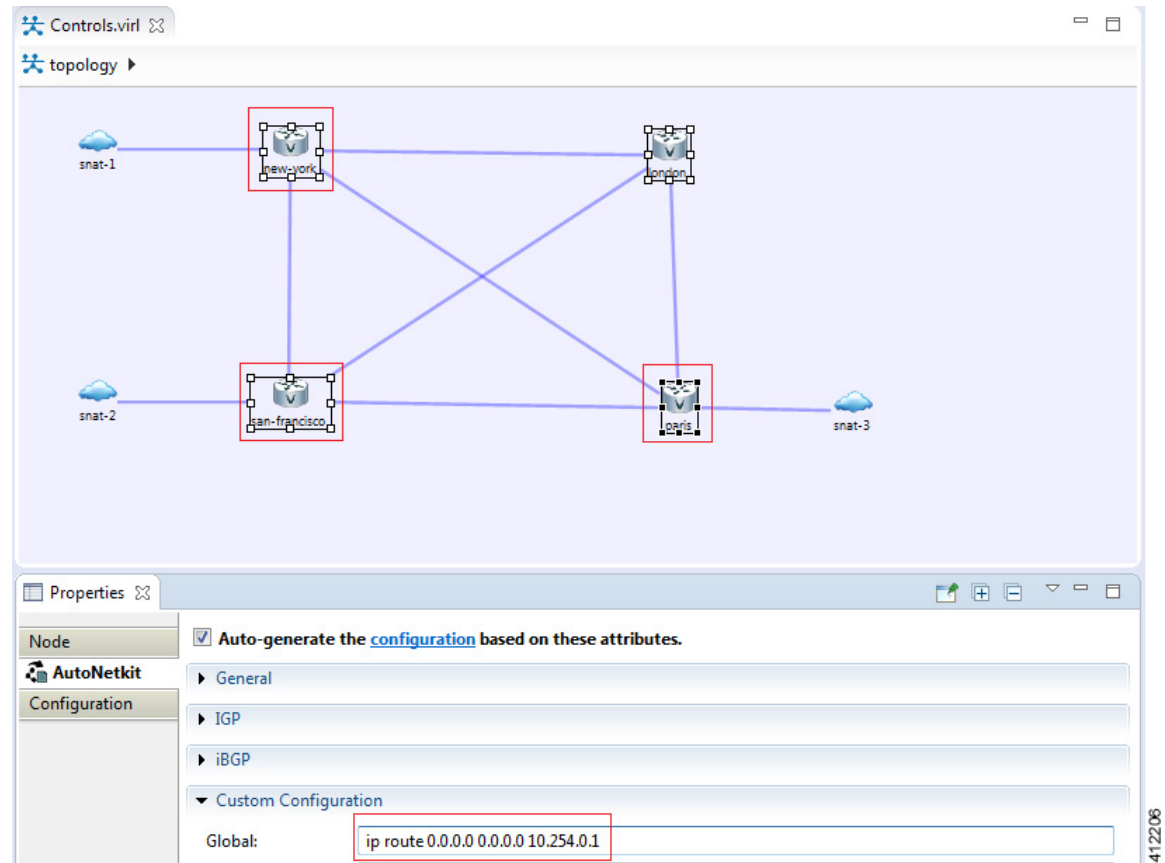 Controls.virl
topology
snat-1
new-york
london
snat-2
san-francisco
paris
snat-3
Properties
Node
AutoNetkit
Configuration
Auto-generate the configuration based on these attributes.
General
IGP
iBGP
Custom Configuration
Global:
ip route 0.0.0.0 0.0.0.0 10.254.0.1
412206